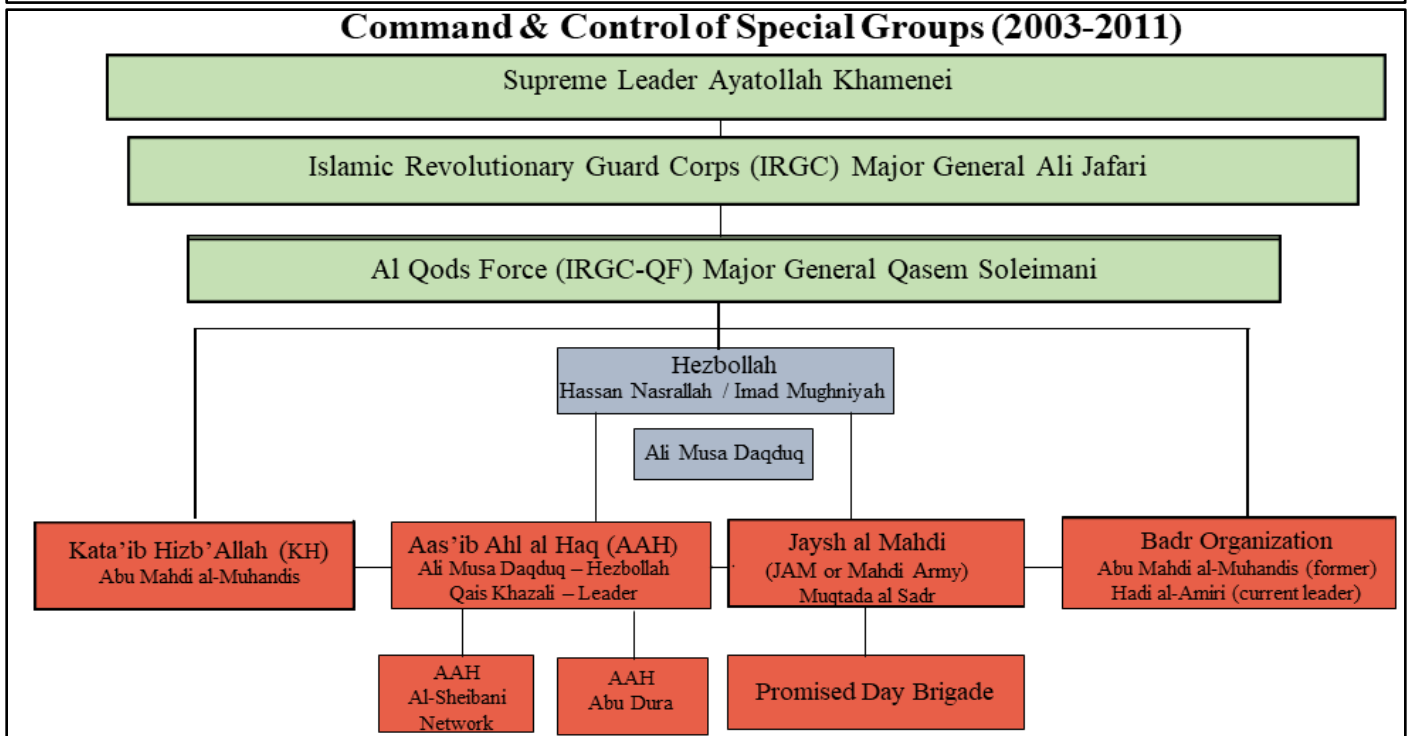 Command & Control of Special Groups (2003-2011)
Supreme Leader Ayatollah Khamenei
Islamic Revolutionary Guard Corps (IRGC) Major General Ali Jafari
Al Qods Force (IRGC-QF) Major General Qasem Soleimani
Hezbollah
Hassan Nasrallah / Imad Mughniyah
Ali Musa Daqduq
Kata’ib Hizb’Allah (KH)
Abu Mahdi al-Muhandis
Aas’ib Ahl al Haq (AAH)
Ali Musa Daqduq – Hezbollah
Qais Khazali – Leader
Jaysh al Mahdi
(JAM or Mahdi Army)
Muqtada al Sadr
Badr Organization
Abu Mahdi al-Muhandis (former)
Hadi al-Amiri (current leader)
AAH
Al-Sheibani
Network
AAH
Abu Dura
Promised Day Brigade